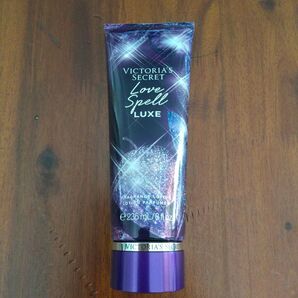 VICTORIA'S
SECRET
Love
Spell
LUXE
FRAGRANCE LOTION
LOTION PARFUMÉE
℮236 mL/8 fl oz
VICTORIA'S SECRET